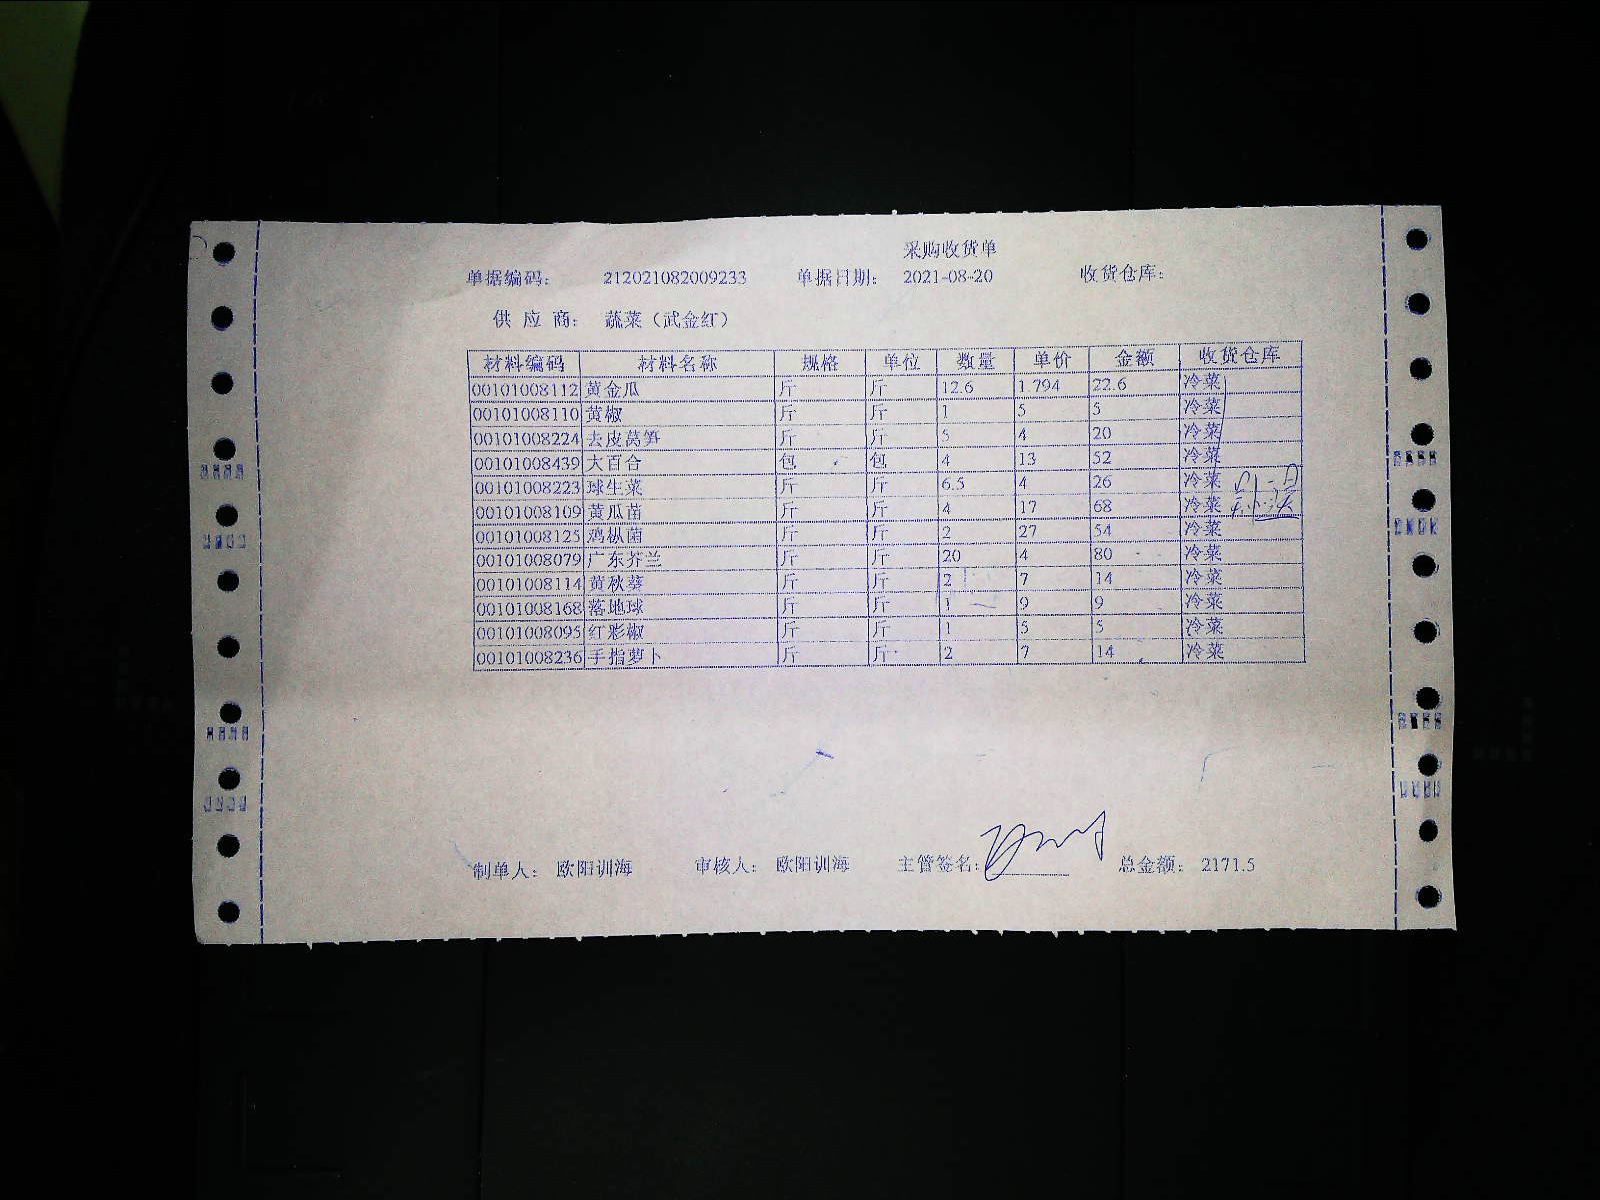 采购收货单
单据编码: 212021082009233 单据日期: 2021-08-20 收货仓库:
供 应 商: 蔬菜（武金红）
材料编码 材料名称 规格 单位 数量 单价 金额 收货仓库
00101008112 黄金瓜 斤 斤 12.6 1.794 22.6 冷菜
00101008110 黄椒 斤 斤 1 5 5 冷菜
00101008224 去皮莴笋 斤 斤 5 4 20 冷菜
00101008439 大百合 包 包 4 13 52 冷菜
00101008223 球生菜 斤 斤 6.5 4 26 冷菜
00101008109 黄瓜苗 斤 斤 4 17 68 冷菜
00101008125 鸡枞菌 斤 斤 2 27 54 冷菜
00101008079 广东芥兰 斤 斤 20 4 80 冷菜
00101008114 黄秋葵 斤 斤 2 7 14 冷菜
00101008168 落地球 斤 斤 1 9 9 冷菜
00101008095 红彩椒 斤 斤 1 5 5 冷菜
00101008236 手指萝卜 斤 斤 2 7 14 冷菜
制单人: 欧阳训海 审核人: 欧阳训海 主管签名: 总金额: 2171.5